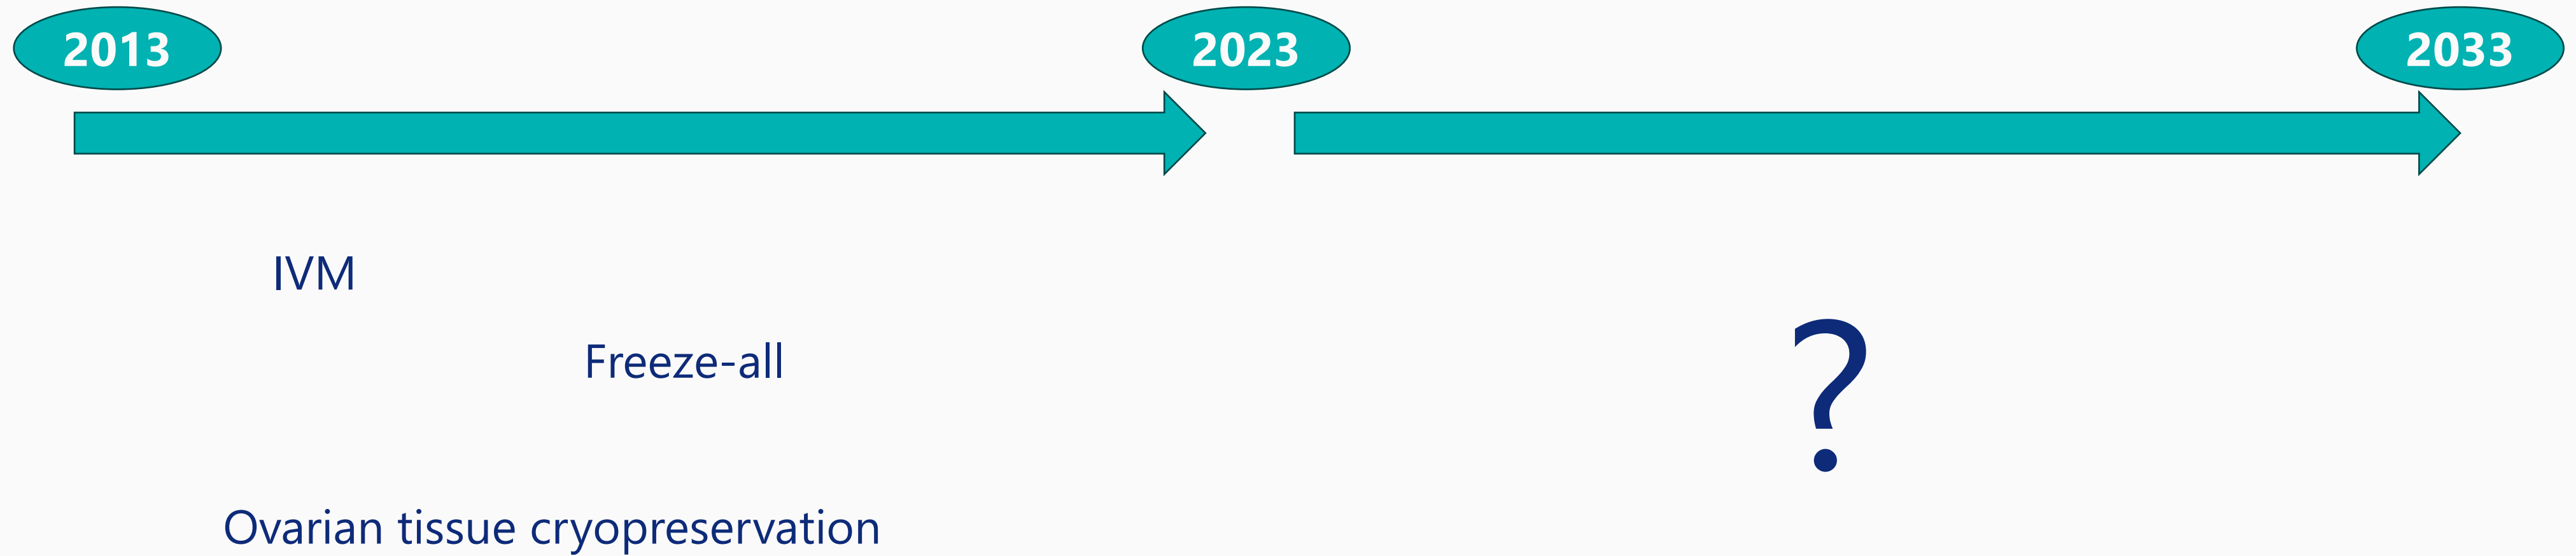 2013
2023
2033
IVM
Freeze-all
?
Ovarian tissue cryopreservation